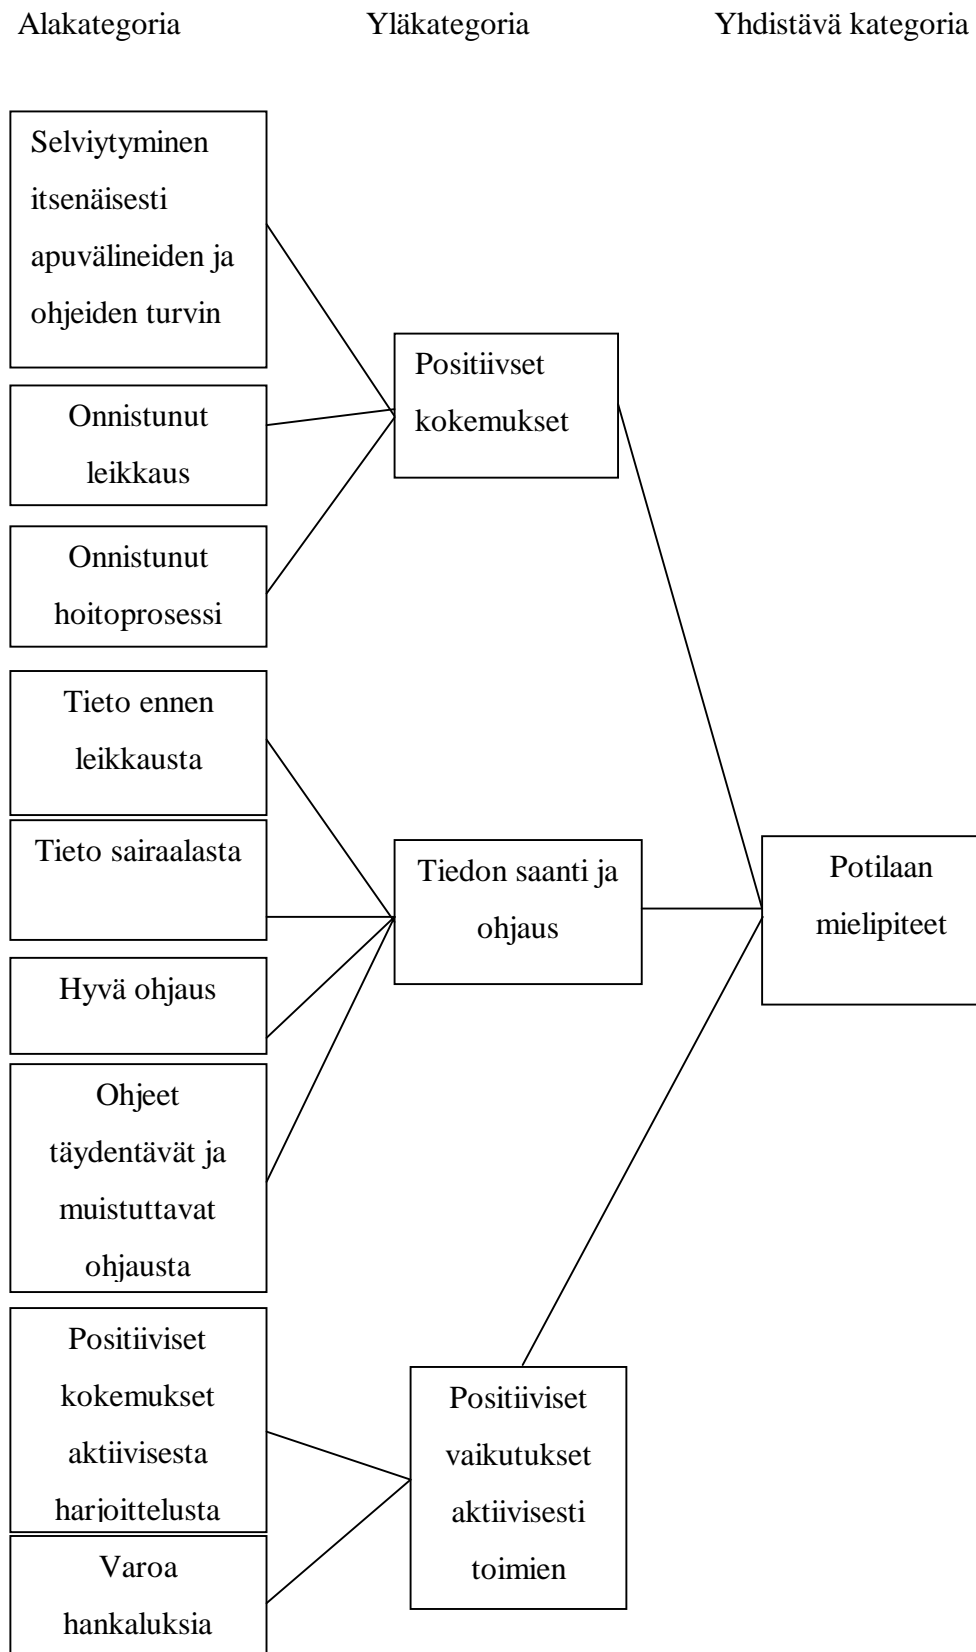 Alakategoria Yläkategoria Yhdistävä kategoria
Selviytyminen
itsenäisesti
apuvälineiden ja
ohjeiden turvin
Onnistunut
leikkaus
Onnistunut
hoitoprosessi
Tieto ennen
leikkausta
Tieto sairaalasta
Hyvä ohjaus
Ohjeet
täydentävät ja
muistuttavat
ohjausta
Positiiviset
kokemukset
aktiivisesta
harjoittelusta
Varoa
hankaluksia
Positiivset
kokemukset
Tiedon saanti ja
ohjaus
Positiiviset
vaikutukset
aktiivisesti
toimien
Potilaan
mielipiteet